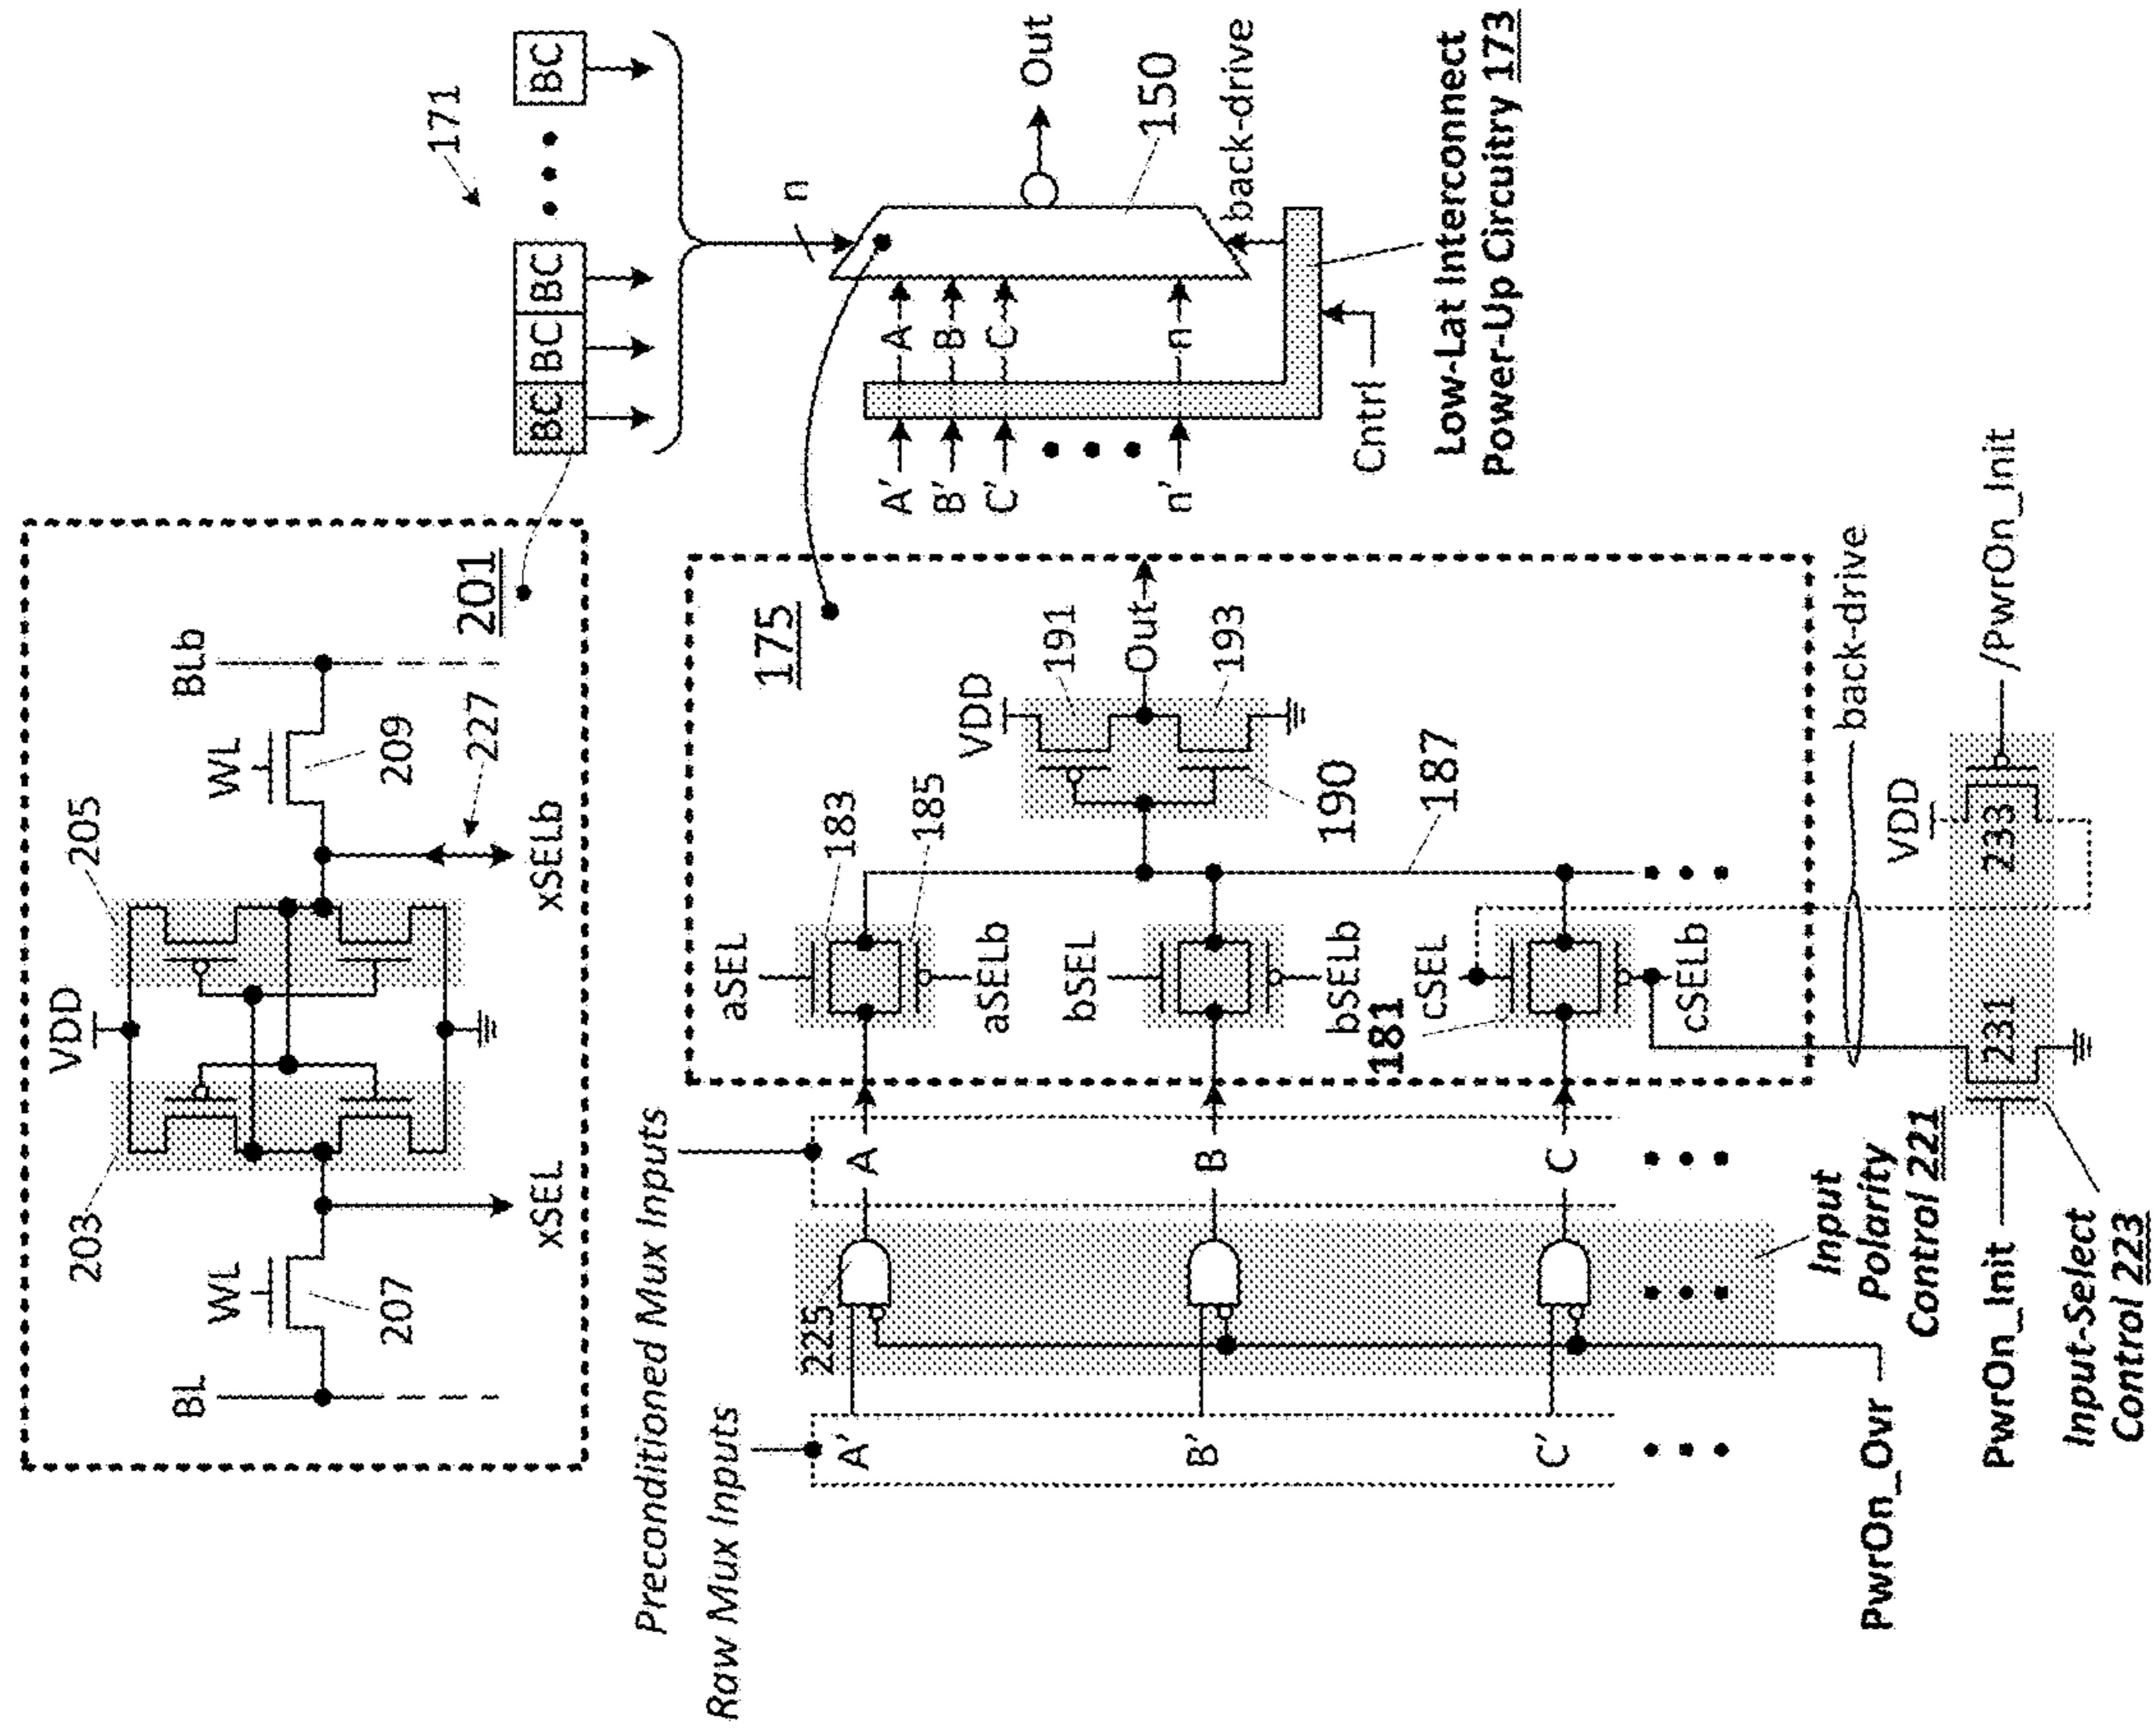 VDD
203
205
WL
WL
BL
BLb
207
209
227
xSEL
xSELb
201
171
BC
BC
BC
BC
n
A'
B'
C'
n'
A
B
C
n
Out
150
back-drive
Cntrl
Low-Lat Interconnect
Power-Up Circuitry 173
Preconditioned Mux Inputs
Raw Mux Inputs
175
A'
B'
C'
225
A
B
C
aSEL
183
185
aSELb
bSEL
bSELb
cSEL
181
cSELb
VDD
191
Out
193
190
187
Input
Polarity
Control 221
PwrOn_Ovr
back-drive
VDD
231
233
PwrOn_Init
/PwrOn_Init
Input-Select
Control 223